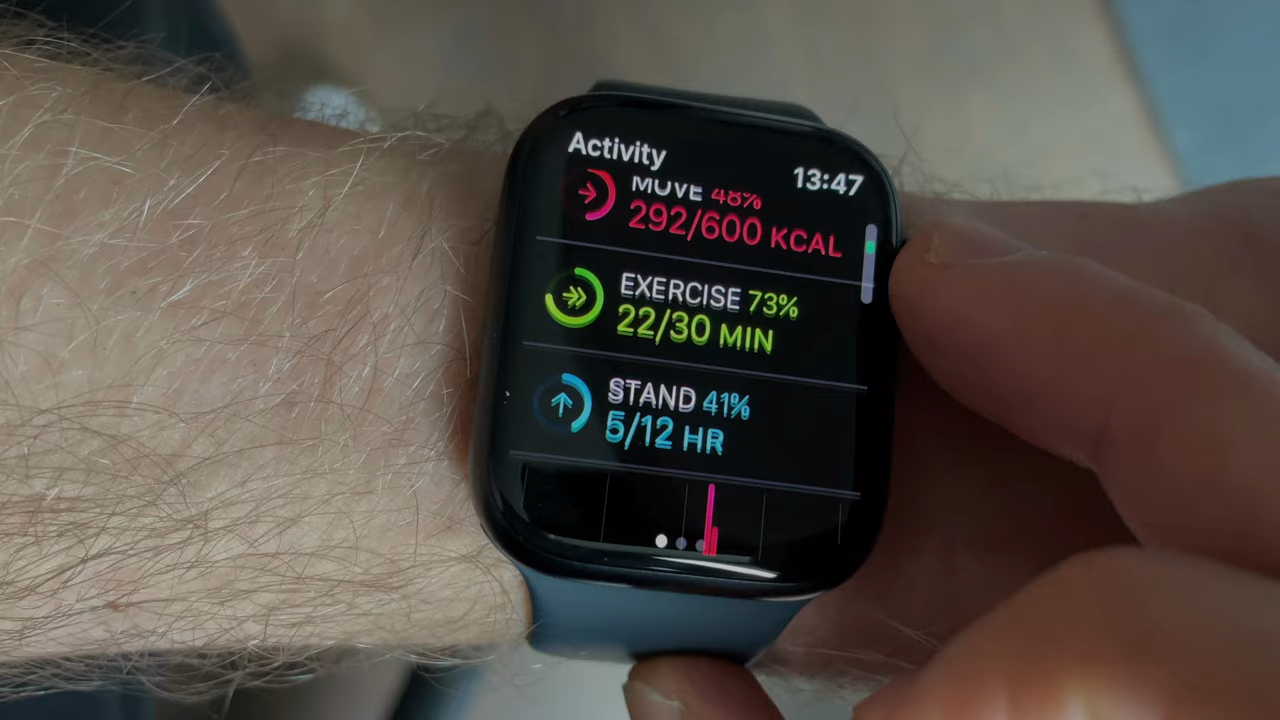 Activity
13:47
MOVE 48%
292/600 KCAL
EXERCISE 73%
22/30 MIN
STAND 41%
5/12 HR